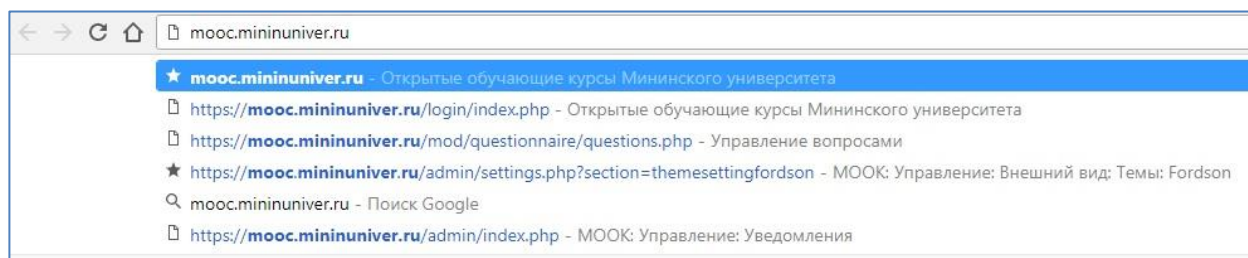 mooc.mininuniver.ru
mooc.mininuniver.ru - Открытые обучающие курсы Мининского университета
https://mooc.mininuniver.ru/login/index.php - Открытые обучающие курсы Мининского университета
https://mooc.mininuniver.ru/mod/questionnaire/questions.php - Управление вопросами
https://mooc.mininuniver.ru/admin/settings.php?section=themesettingfordson - МООК: Управление: Внешний вид: Темы: Fordson
mooc.mininuniver.ru - Поиск Google
https://mooc.mininuniver.ru/admin/index.php - МООК: Управление: Уведомления